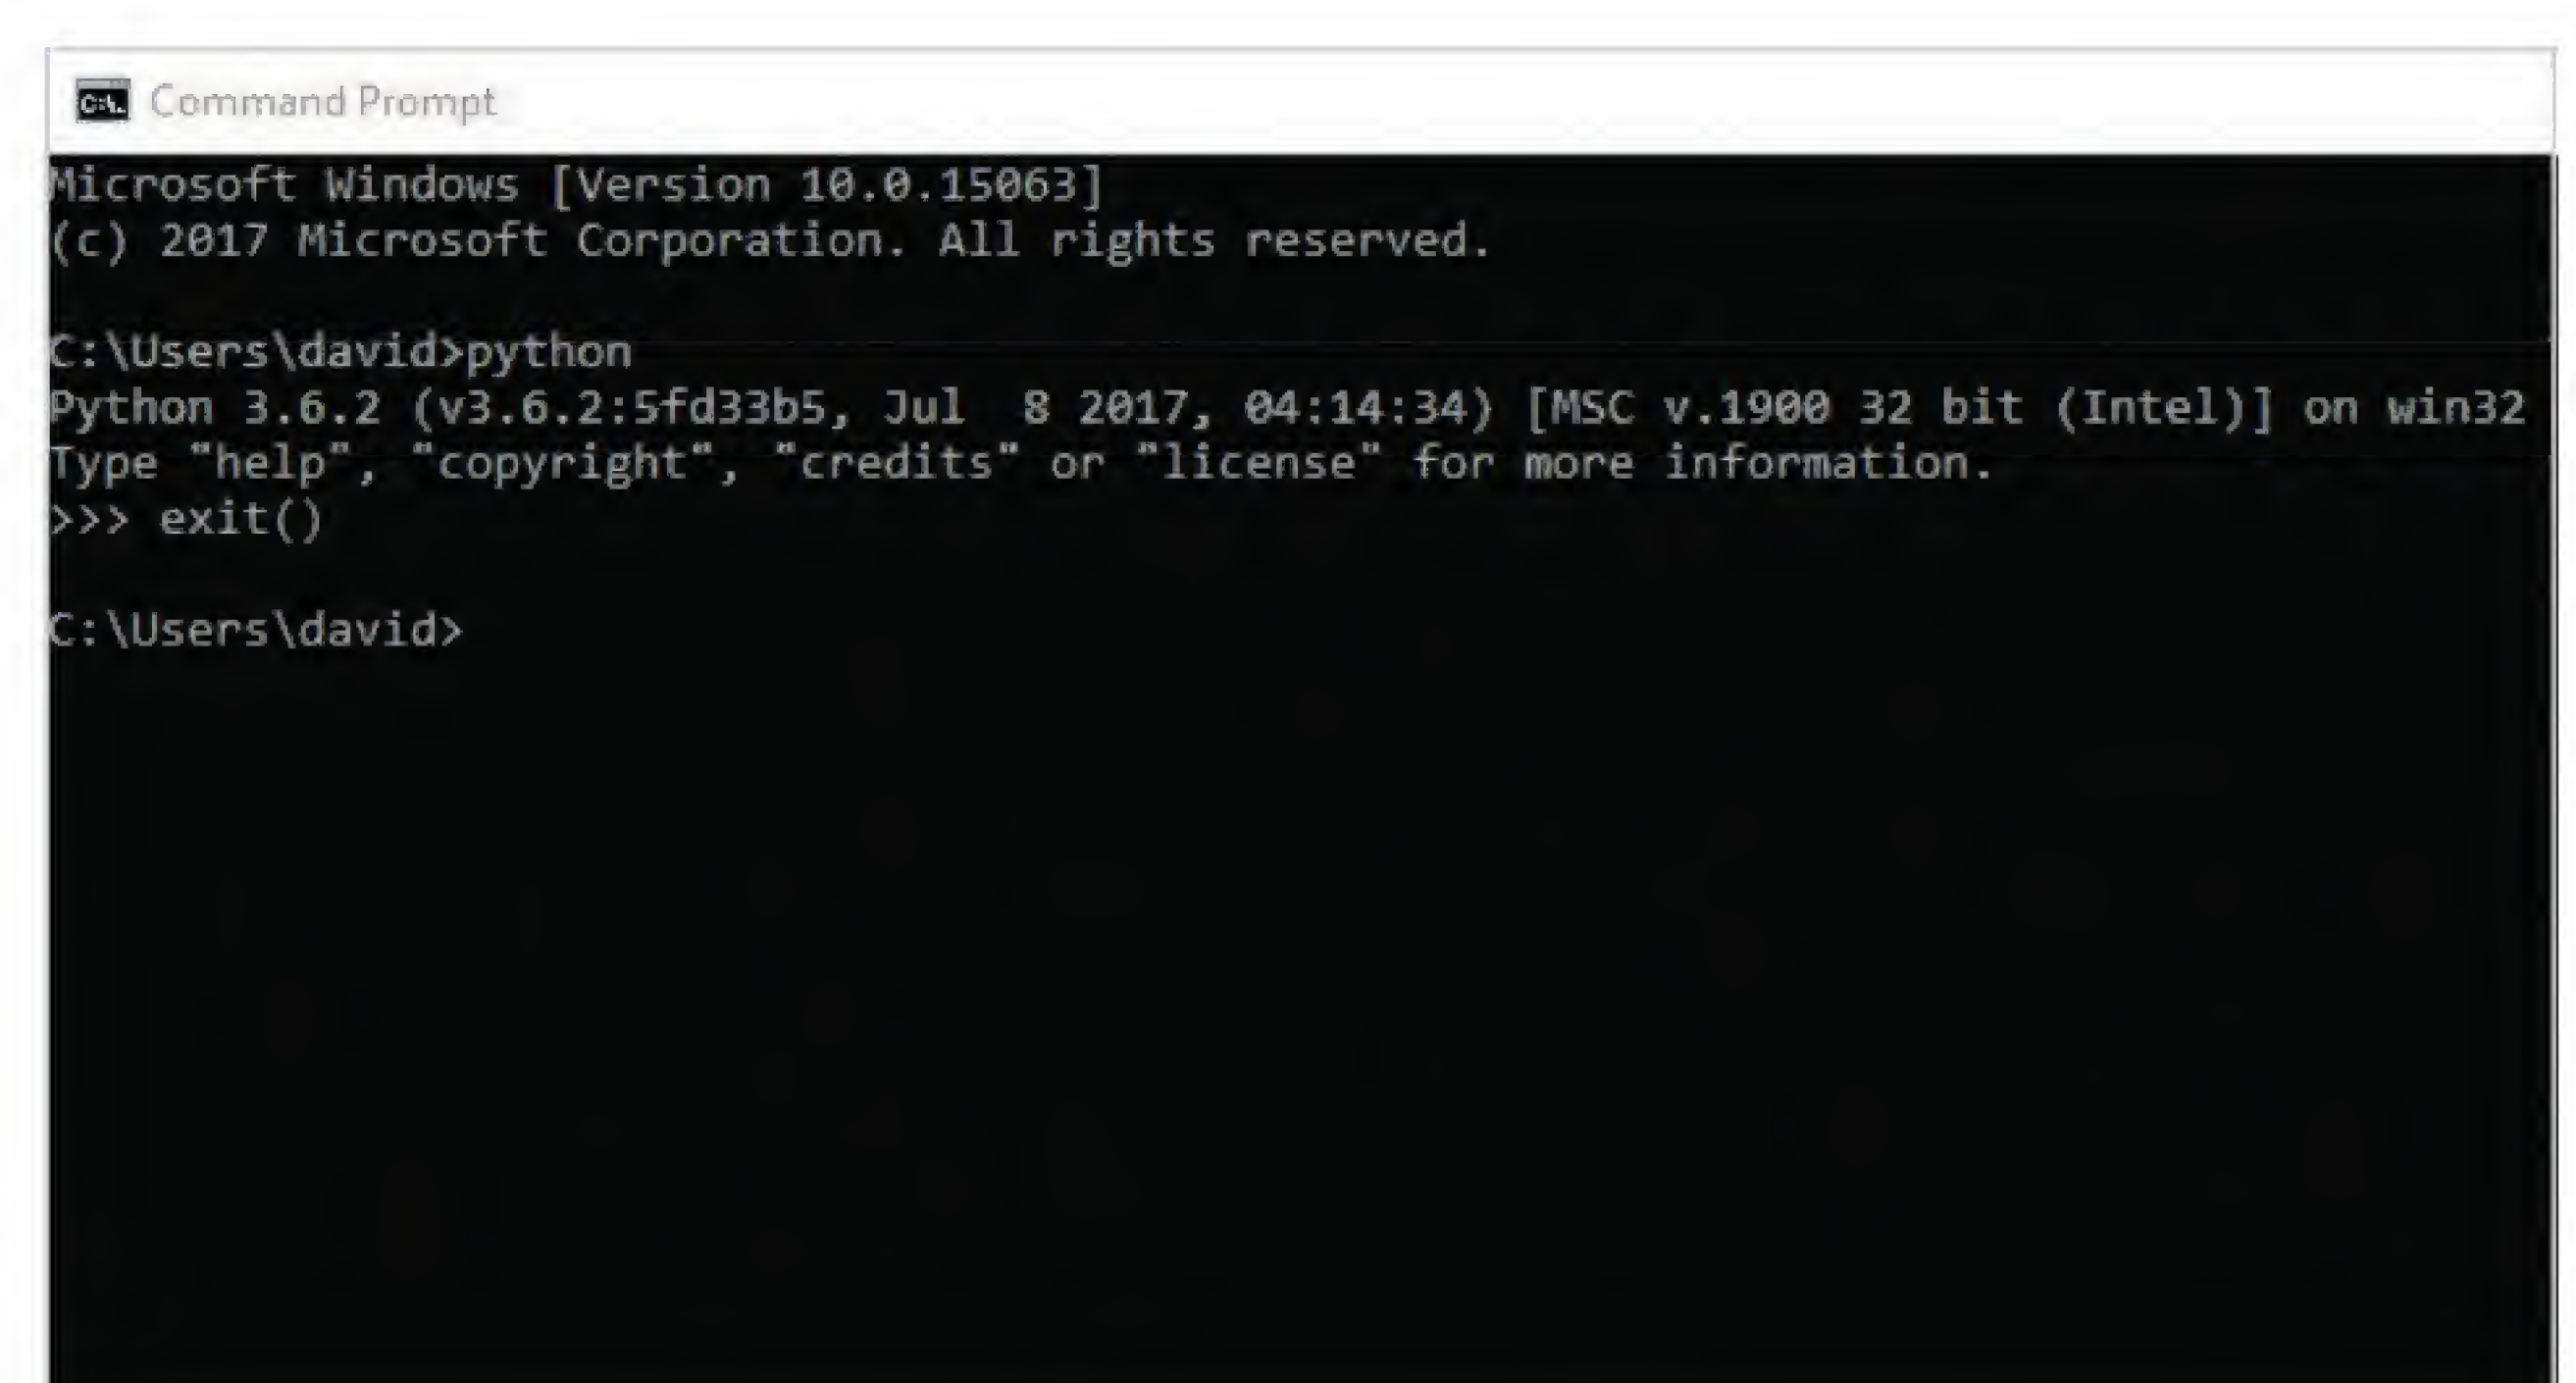 Command Prompt
Microsoft Windows [Version 10.0.15063]
(c) 2017 Microsoft Corporation. All rights reserved.
C:\Users\david>python
Python 3.6.2 (v3.6.2:5fd33b5, Jul  8 2017, 04:14:34) [MSC v.1900 32 bit (Intel)] on win32
Type "help", "copyright", "credits" or "license" for more information.
>>> exit()
C:\Users\david>